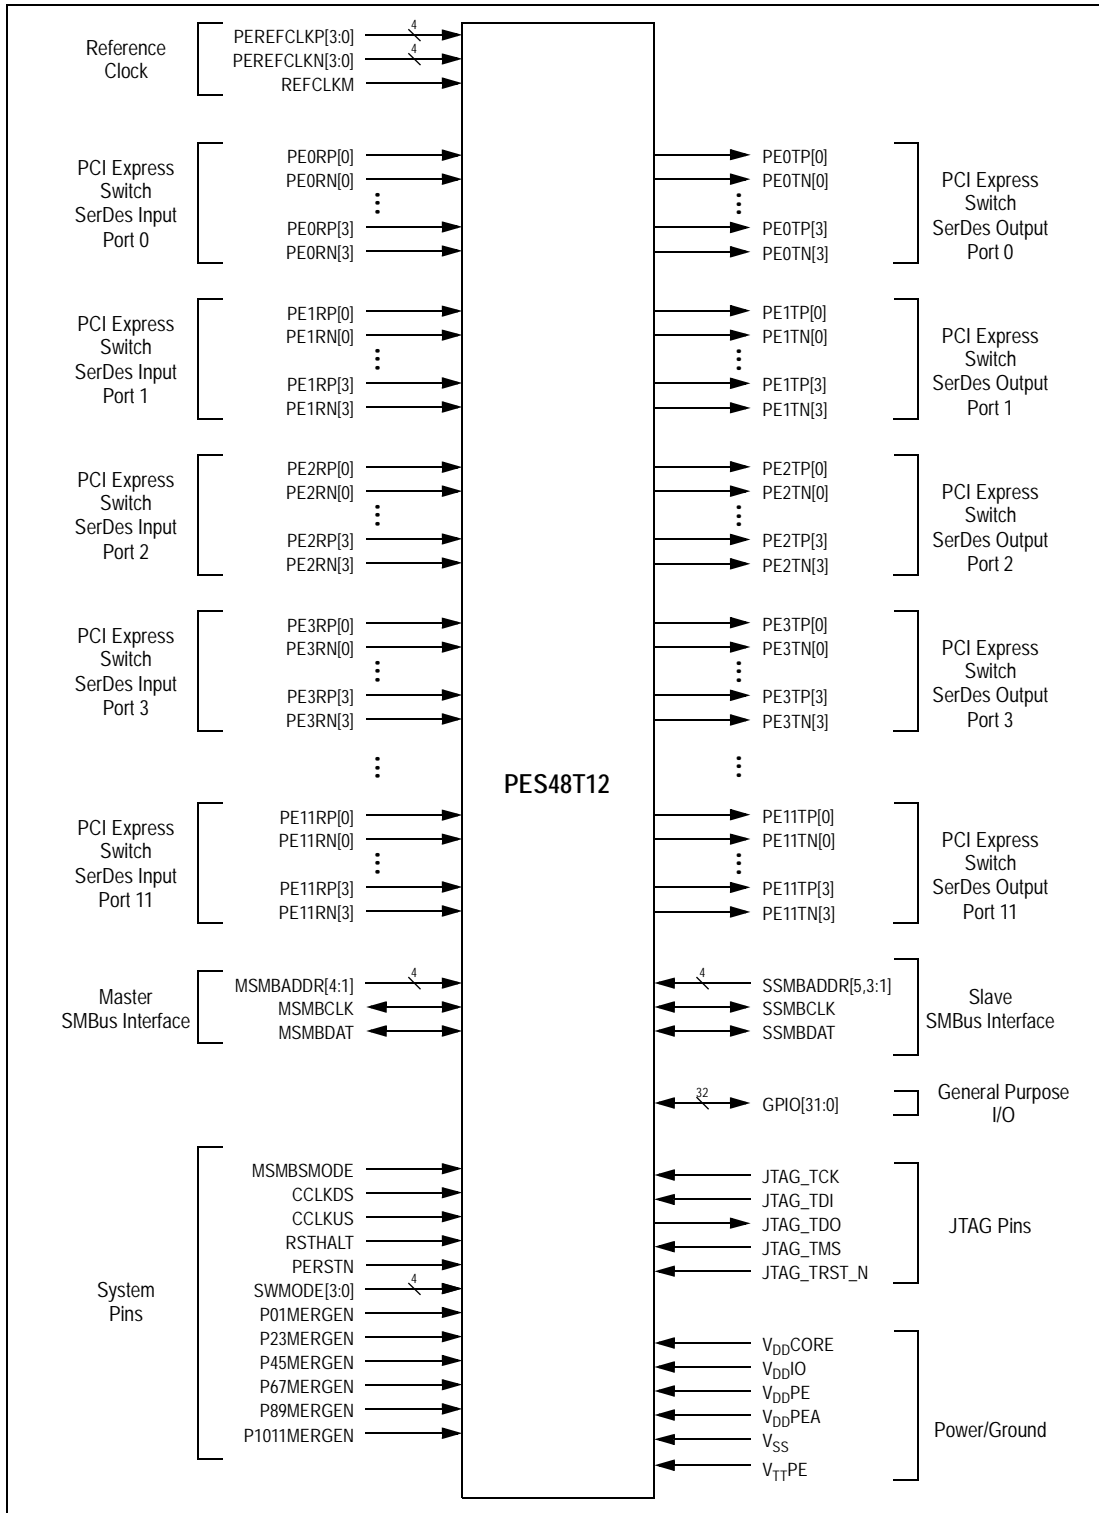 Reference
Clock
PEREFCLKP[3:0]
4
PEREFCLKN[3:0]
4
REFCLKM
PCI Express
Switch
SerDes Input
Port 0
PE0RP[0]
PE0RN[0]
PE0RP[3]
PE0RN[3]
PE0TP[0]
PE0TN[0]
PE0TP[3]
PE0TN[3]
PCI Express
Switch
SerDes Output
Port 0
PCI Express
Switch
SerDes Input
Port 1
PE1RP[0]
PE1RN[0]
PE1RP[3]
PE1RN[3]
PE1TP[0]
PE1TN[0]
PE1TP[3]
PE1TN[3]
PCI Express
Switch
SerDes Output
Port 1
PCI Express
Switch
SerDes Input
Port 2
PE2RP[0]
PE2RN[0]
PE2RP[3]
PE2RN[3]
PE2TP[0]
PE2TN[0]
PE2TP[3]
PE2TN[3]
PCI Express
Switch
SerDes Output
Port 2
PCI Express
Switch
SerDes Input
Port 3
PE3RP[0]
PE3RN[0]
PE3RP[3]
PE3RN[3]
PE3TP[0]
PE3TN[0]
PE3TP[3]
PE3TN[3]
PCI Express
Switch
SerDes Output
Port 3
PES48T12
PCI Express
Switch
SerDes Input
Port 11
PE11RP[0]
PE11RN[0]
PE11RP[3]
PE11RN[3]
PE11TP[0]
PE11TN[0]
PE11TP[3]
PE11TN[3]
PCI Express
Switch
SerDes Output
Port 11
Master
SMBus Interface
MSMBADDR[4:1]
4
MSMBCLK
MSMBDAT
4
SSMBADDR[5,3:1]
SSMBCLK
SSMBDAT
Slave
SMBus Interface
32
GPIO[31:0]
General Purpose
I/O
System
Pins
MSMBSMODE
CCLKDS
CCLKUS
RSTHALT
PERSTN
SWMODE[3:0]
4
P01MERGEN
P23MERGEN
P45MERGEN
P67MERGEN
P89MERGEN
P1011MERGEN
JTAG_TCK
JTAG_TDI
JTAG_TDO
JTAG_TMS
JTAG_TRST_N
JTAG Pins
VDDCORE
VDDIO
VDDPE
VDDPEA
VSS
VTTPE
Power/Ground